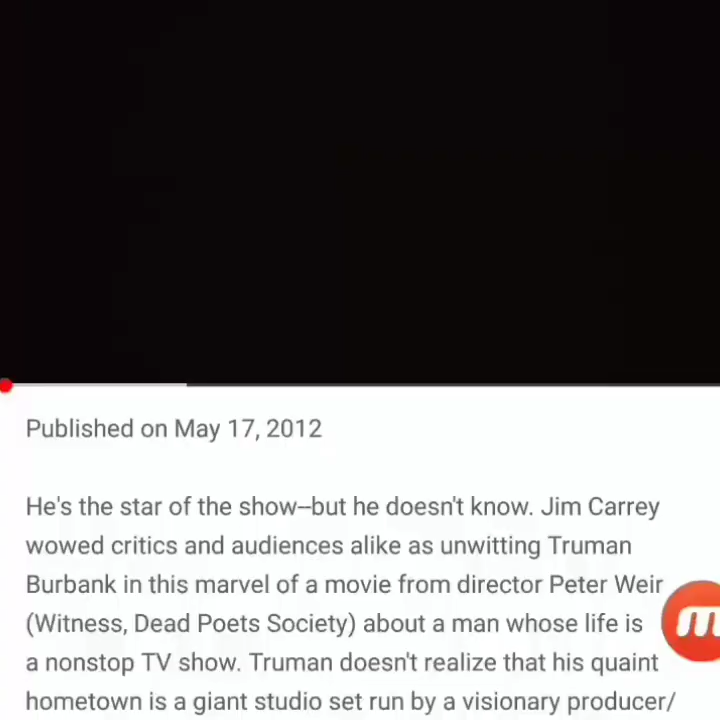 Published on May 17, 2012
He's the star of the show--but he doesn't know. Jim Carrey
wowed critics and audiences alike as unwitting Truman
Burbank in this marvel of a movie from director Peter Weir
(Witness, Dead Poets Society) about a man whose life is
a nonstop TV show. Truman doesn't realize that his quaint
hometown is a giant studio set run by a visionary producer/